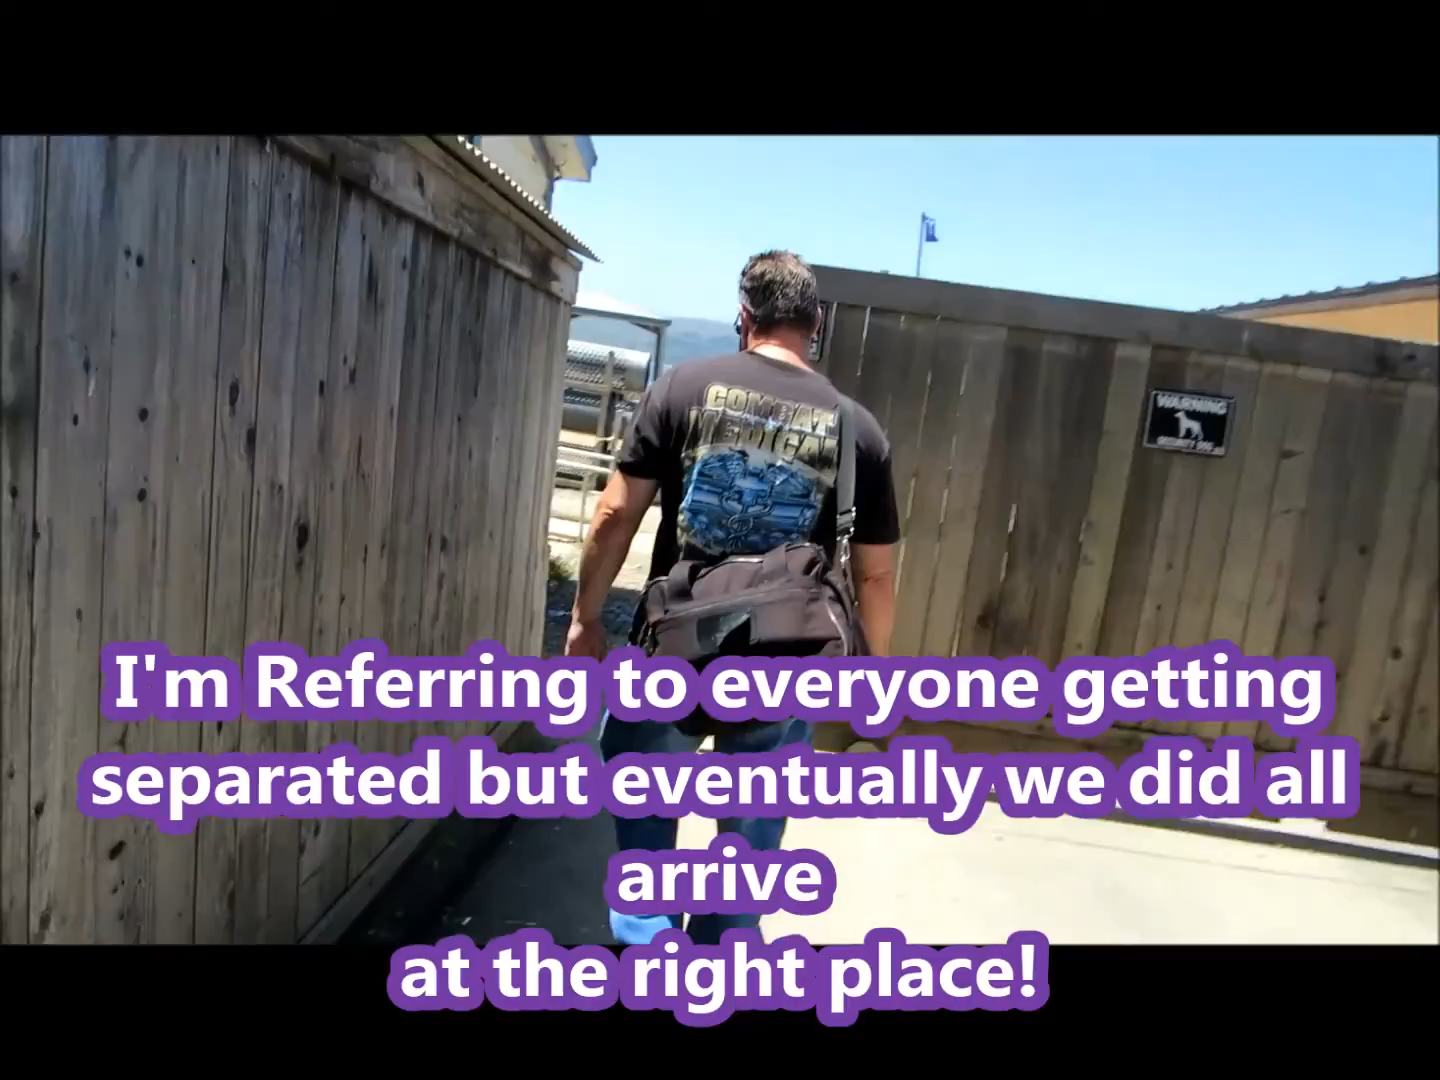 COMBAT
MEDICAL
WARNING
I'm Referring to everyone getting
separated but eventually we did all
arrive
at the right place!